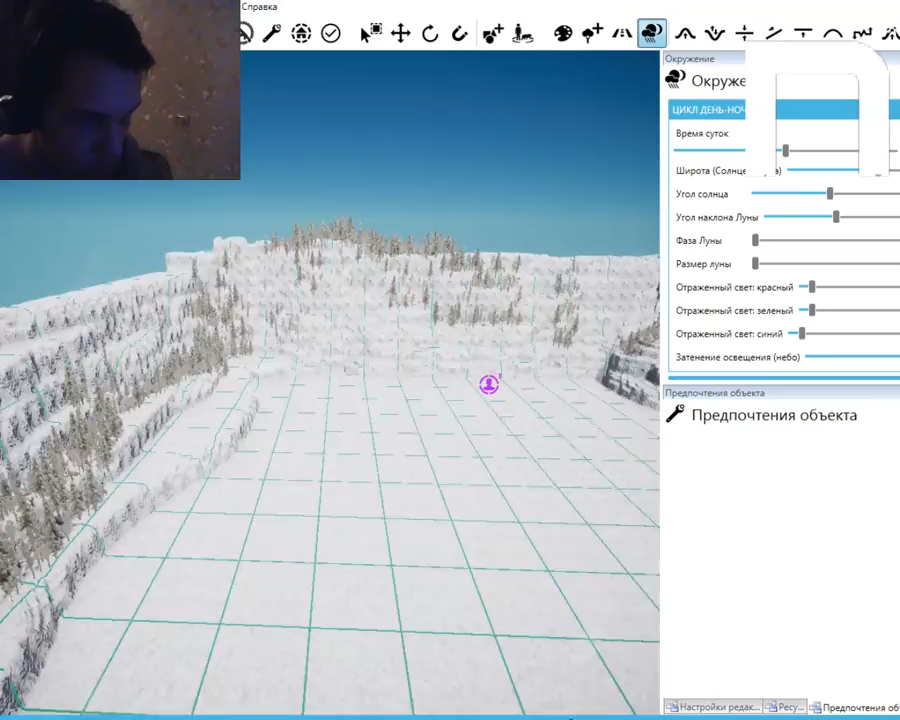 Справка
Окружение
Окруже
ЦИКЛ ДЕНЬ-НОЧ
Время суток
Широта (Солнце
а)
Угол солнца
Угол наклона Луны
Фаза Луны
Размер луны
Отраженный свет: красный
Отраженный свет: зеленый
Отраженный свет: синий
Затенение освещения (небо)
Предпочтения объекта
Предпочтения объекта
Настройки редак... Ресу... Предпочтения об